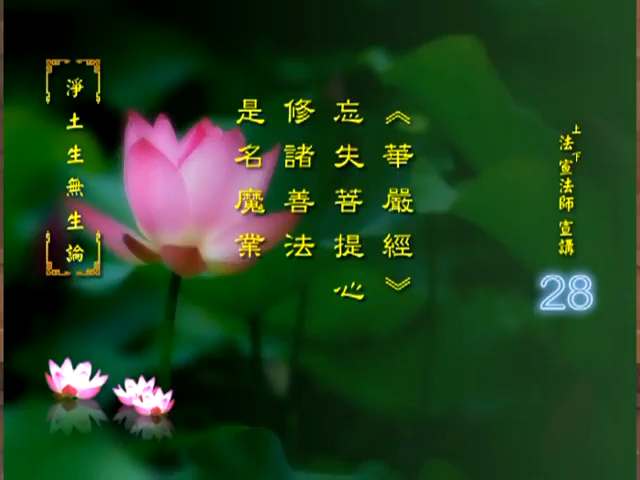 上法下宣法師 宣講
28
《華嚴經》
忘失菩提心
修諸善法
是名魔業
淨土生無生論